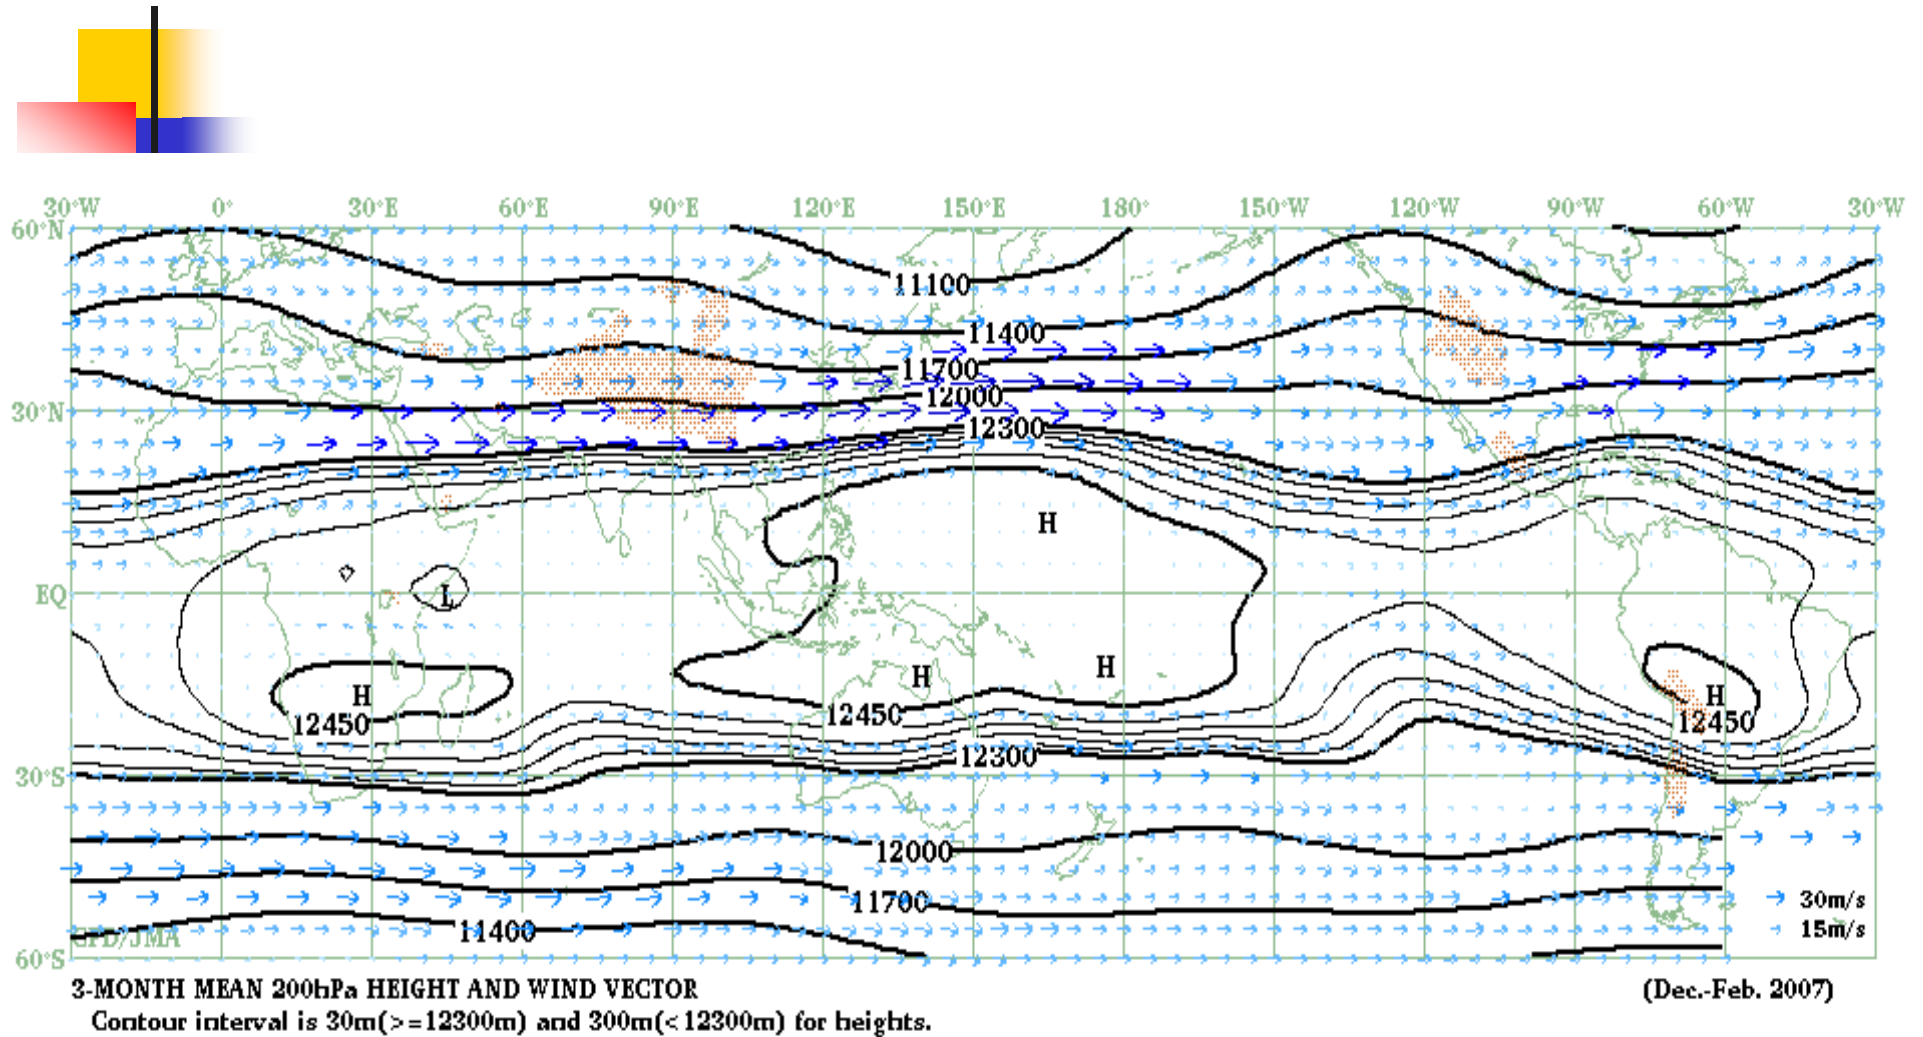 30°W 0° 30°E 60°E 90°E 120°E 150°E 180° 150°W 120°W 90°W 60°W 30°W
60°N
11100
11400
11700
12000
30°N
12300
H
EQ
L
H
H
H
H
12450
12450
12450
12300
30°S
12000
11700
30m/s
11400
15m/s
GPD/JMA
60°S
3-MONTH MEAN 200hPa HEIGHT AND WIND VECTOR (Dec.-Feb. 2007)
Contour interval is 30m(>=12300m) and 300m(<12300m) for heights.